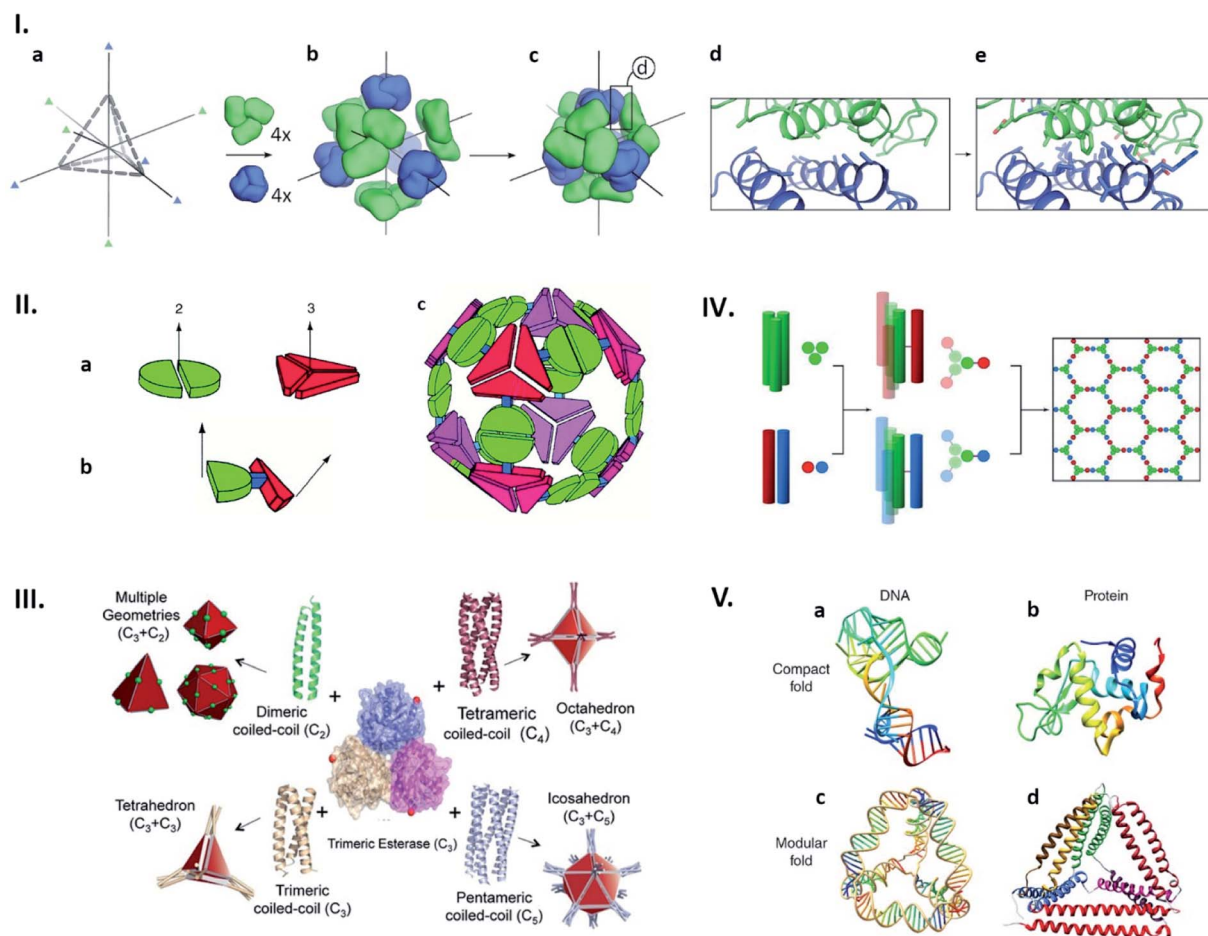 I.
a
b
c
d
d
e
4x
4x
II.
2
3
a
b
c
IV.
III.
Multiple
Geometries
(C3+C2)
Dimeric
coiled-coil (C2)
+
+
Tetrameric
coiled-coil (C4)
Octahedron
(C3+C4)
Tetrahedron
(C3+C3)
+
Trimeric Esterase (C3)
+
Icosahedron
(C3+C5)
Trimeric
coiled-coil (C3)
Pentameric
coiled-coil (C5)
V.
DNA
Protein
a
b
Compact
fold
c
d
Modular
fold